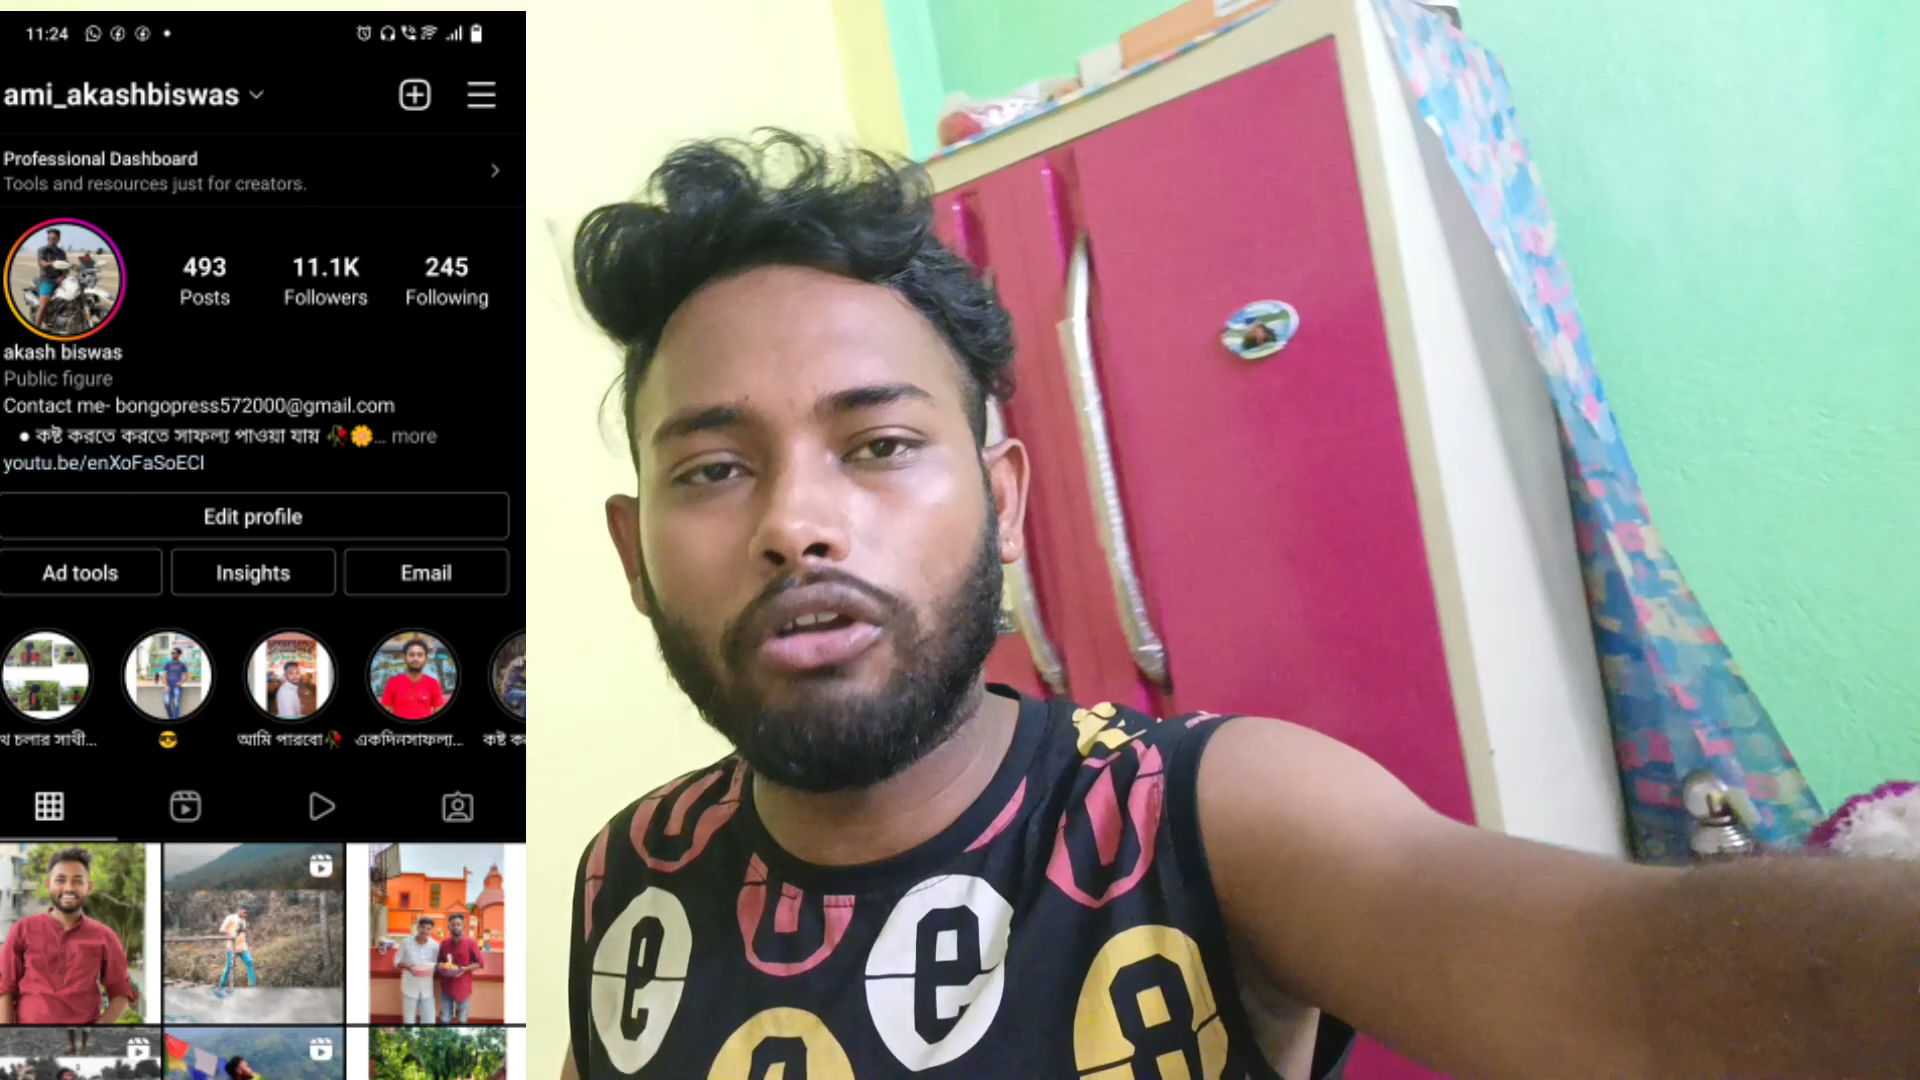 11:24
ami_akashbiswas
Professional Dashboard
Tools and resources just for creators.
493
Posts
11.1K
Followers
245
Following
akash biswas
Public figure
Contact me- bongopress572000@gmail.com
● কষ্ট করতে করতে সাফল্য পাওয়া যায় 🥀🌼... more
youtu.be/enXoFaSoECI
Edit profile
Ad tools
Insights
Email
চলার সাথী...
😎
আমি পারবো🥀
একদিনসাফল্য...
কষ্ট
e
e